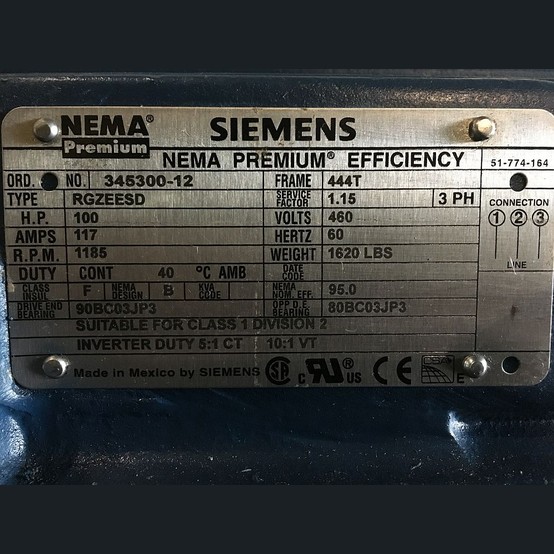 NEMA® Premium
SIEMENS
NEMA PREMIUM® EFFICIENCY
51-774-164
ORD. NO. 345300-12 FRAME 444T
TYPE RGZEESD SERVICE FACTOR 1.15 3 PH
CONNECTION
H.P. 100 VOLTS 460
1 2 3
AMPS 117 HERTZ 60
R.P.M. 1185 WEIGHT 1620 LBS
LINE
DUTY CONT 40 °C AMB DATE CODE
CLASS INSUL F NEMA DESIGN B KVA CODE NEMA NOM. EFF. 95.0
DRIVE END BEARING 90BC03JP3 OPP D.E. BEARING 80BC03JP3
SUITABLE FOR CLASS 1 DIVISION 2
INVERTER DUTY 5:1 CT 10:1 VT
Made in Mexico by SIEMENS SA C UR US CE E